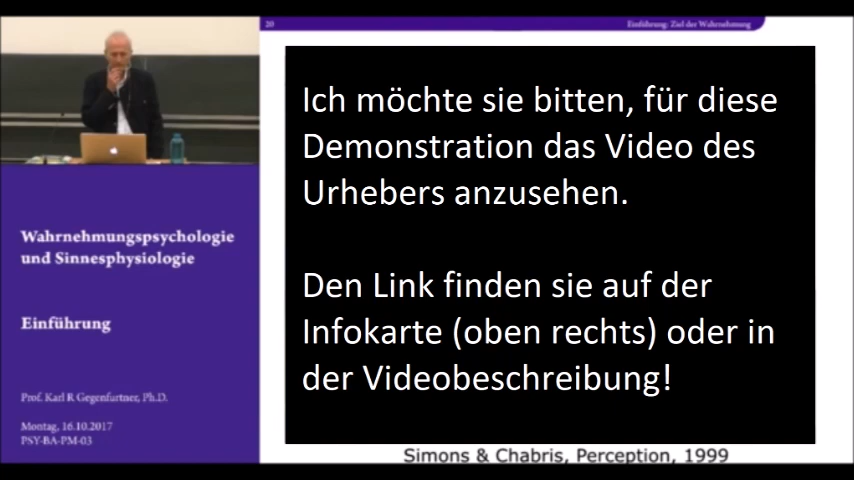 20
Einführung: Ziel der Wahrnehmung
Ich möchte sie bitten, für diese
Demonstration das Video des
Urhebers anzusehen.
Den Link finden sie auf der
Infokarte (oben rechts) oder in
der Videobeschreibung!
Simons & Chabris, Perception, 1999
Wahrnehmungspsychologie
und Sinnesphysiologie
Einführung
Prof. Karl R Gegenfurtner, Ph.D.
Montag, 16.10.2017
PSY-BA-PM-03